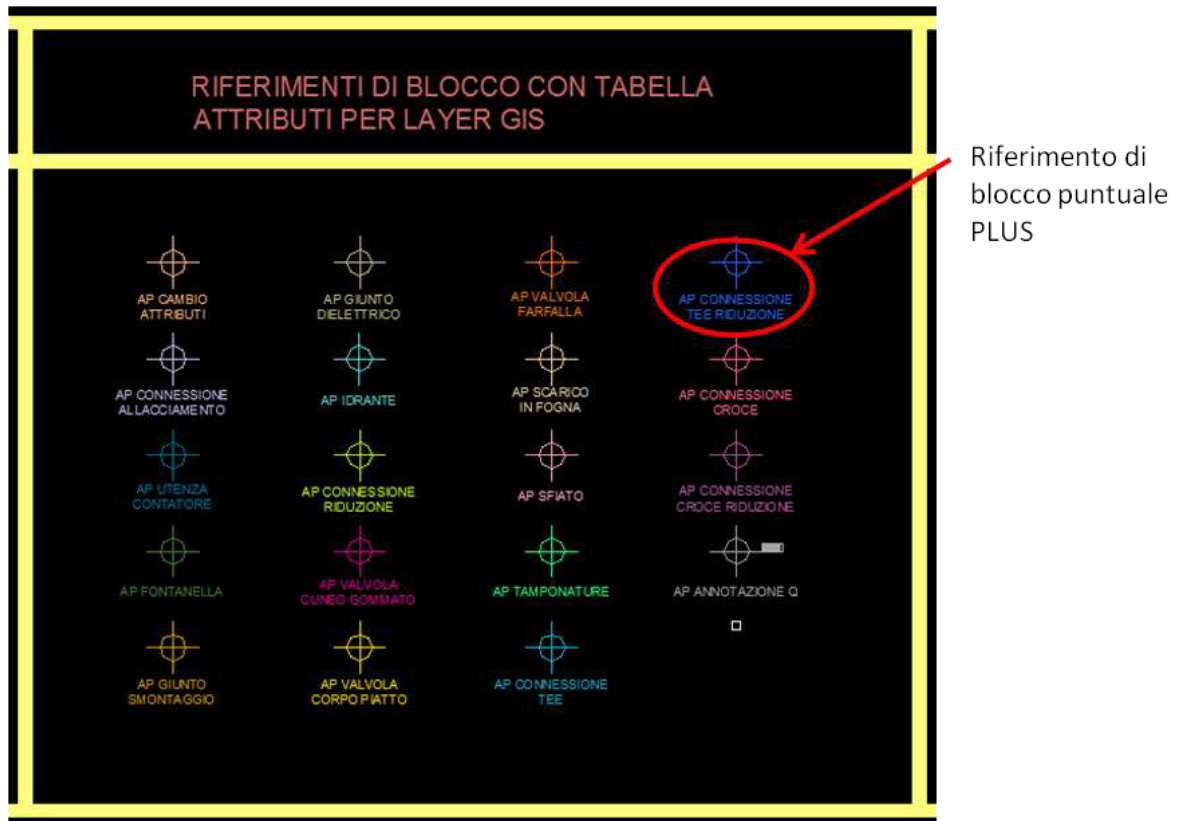 RIFERIMENTI DI BLOCCO CON TABELLA
ATTRIBUTI PER LAYER GIS
Riferimento di
blocco puntuale
PLUS
AP CAMBIO
ATTRIBUTI
AP GIUNTO
DIELETTRICO
AP VALVOLA
FARFALLA
AP CONNESSIONE
TEE RIDUZIONE
AP CONNESSIONE
ALLACCIAMENTO
AP IDRANTE
AP SCARICO
IN FOGNA
AP CONNESSIONE
CROCE
AP UTENZA
CONTATORE
AP CONNESSIONE
RIDUZIONE
AP SFIATO
AP CONNESSIONE
CROCE RIDUZIONE
AP FONTANELLA
AP VALVOLA
CUNEO GOMMATO
AP TAMPONATURE
AP ANNOTAZIONE Q
AP GIUNTO
SMONTAGGIO
AP VALVOLA
CORPO PIATTO
AP CONNESSIONE
TEE